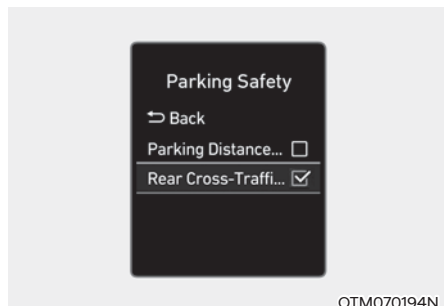 Parking Safety
Back
Parking Distance...
Rear Cross-Traffi...
OTM070194N